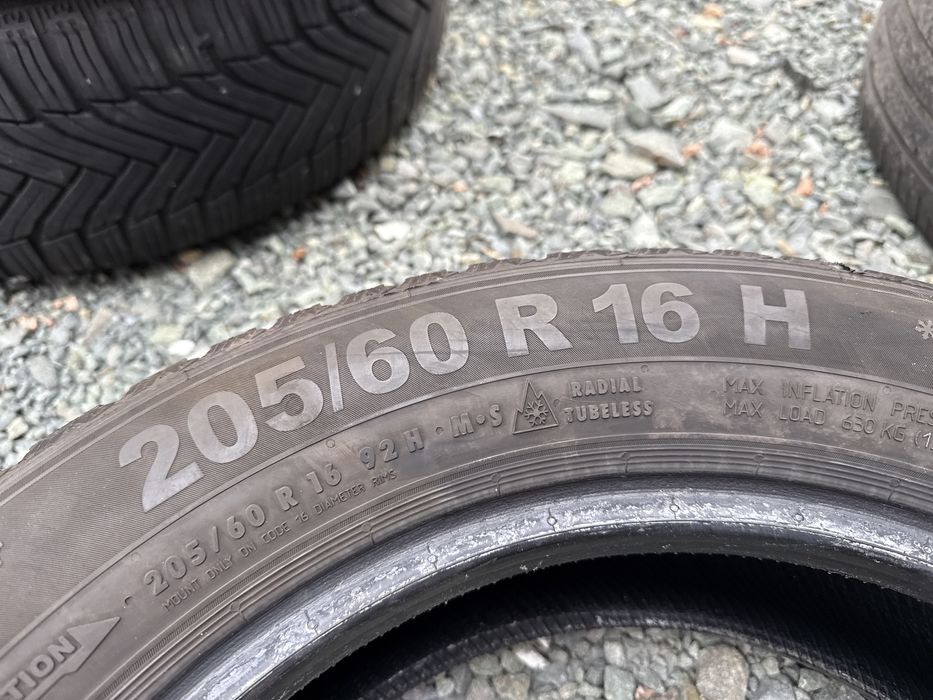 205/60 R 16 H
205/60 R 16 92 H · M·S
RADIAL
TUBELESS
MOUNT ONLY ON CODE 16 DIAMETER RIMS
MAX INFLATION
MAX LOAD 630 KG